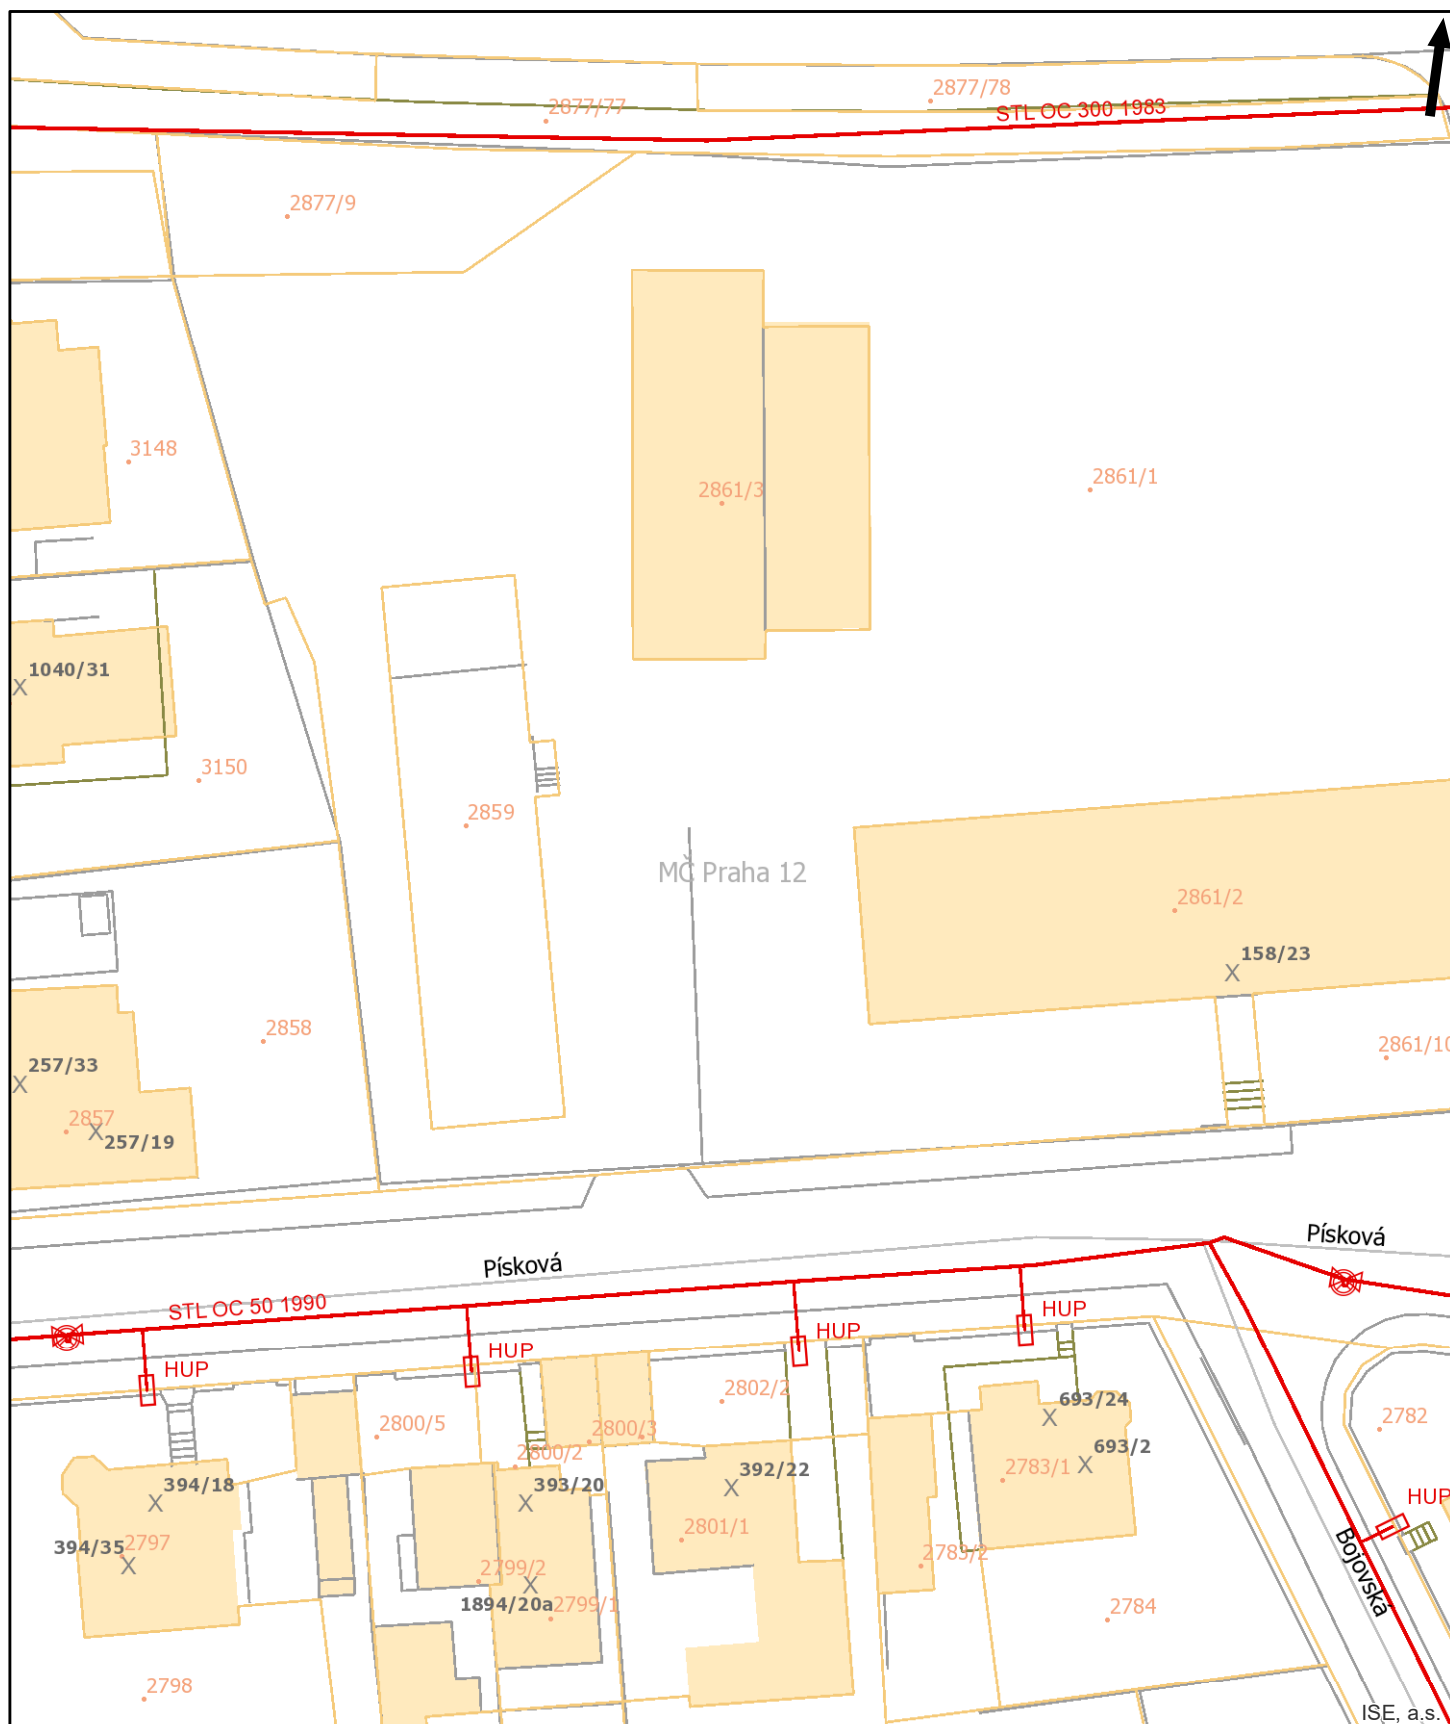 2877/78
STL OC 300 1983
2877/77
2877/9
3148
2861/1
2861/3
1040/31
3150
2859
MČ Praha 12
2861/2
158/23
2858
2861/10
257/33
2857
257/19
Písková
Písková
STL OC 50 1990
HUP
HUP
HUP
HUP
2802/2
693/24
2782
2800/5
2800/3
693/2
2800/2
2783/1
392/22
394/18
393/20
HUP
2801/1
394/35
2797
2783/2
2799/2
Bojovská
1894/20a
2799/1
2784
2798
ISE, a.s.